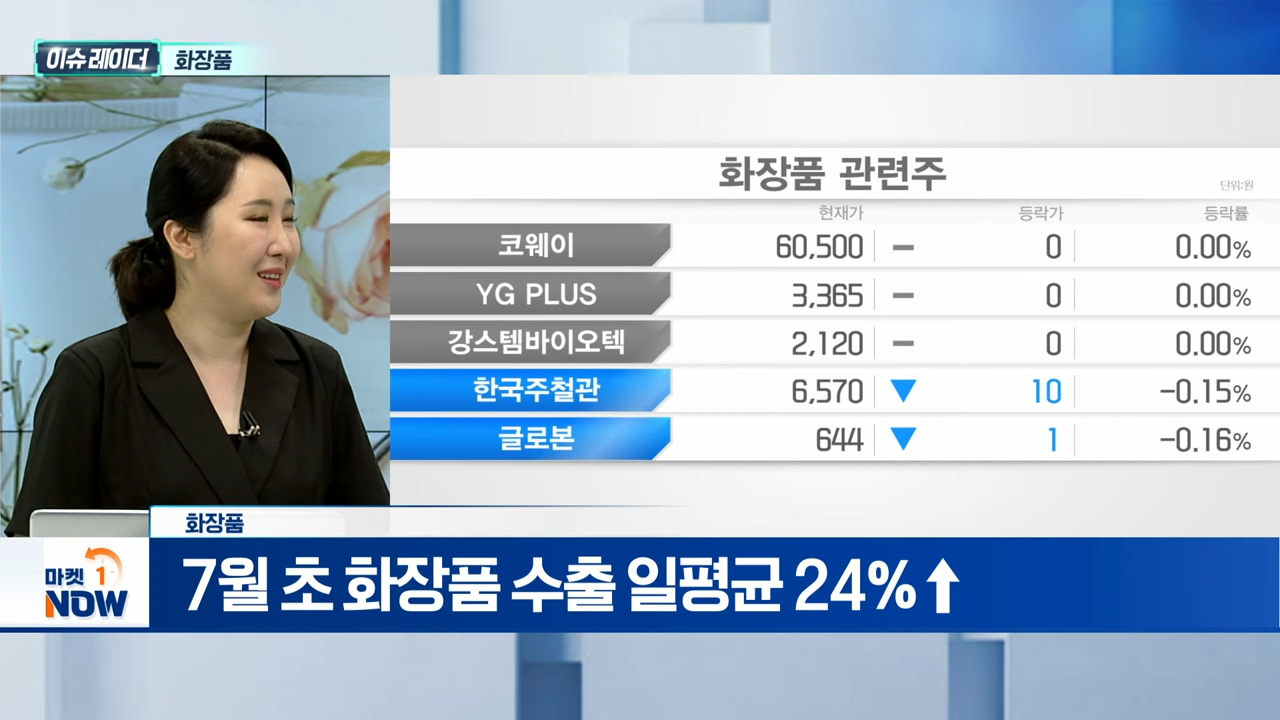 이슈레이더 화장품
화장품 관련주
단위:원
현재가 등락가 등락률
코웨이 60,500 - 0 0.00%
YG PLUS 3,365 - 0 0.00%
강스템바이오텍 2,120 - 0 0.00%
한국주철관 6,570 ▼ 10 -0.15%
글로본 644 ▼ 1 -0.16%
화장품
마켓 1
NOW
7월 초 화장품 수출 일평균 24%↑